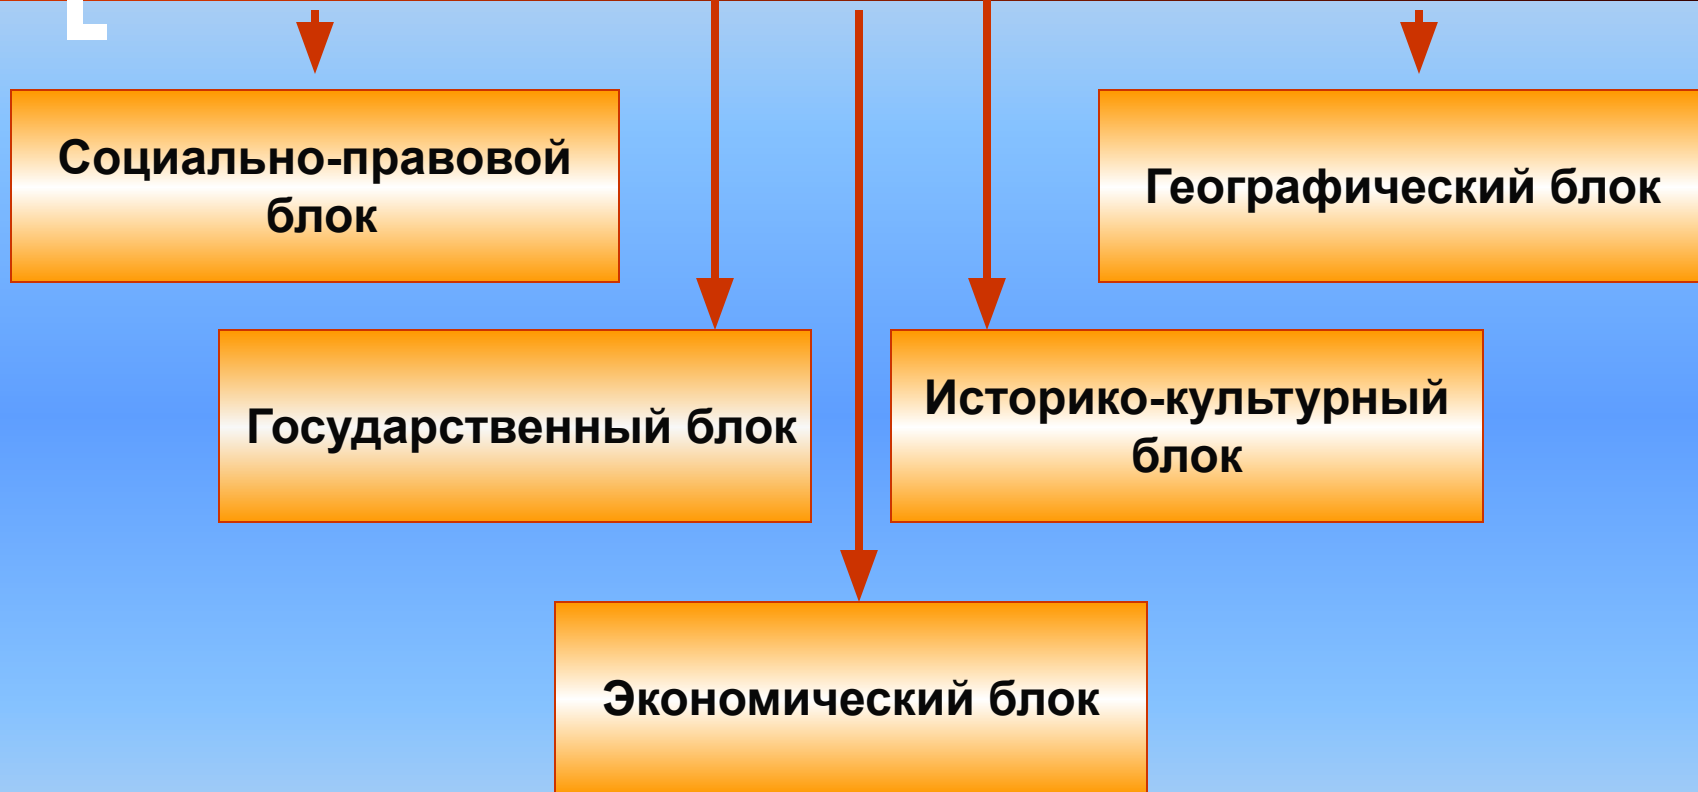 Социально-правовой
блок
Географический блок
Государственный блок
Историко-культурный
блок
Экономический блок